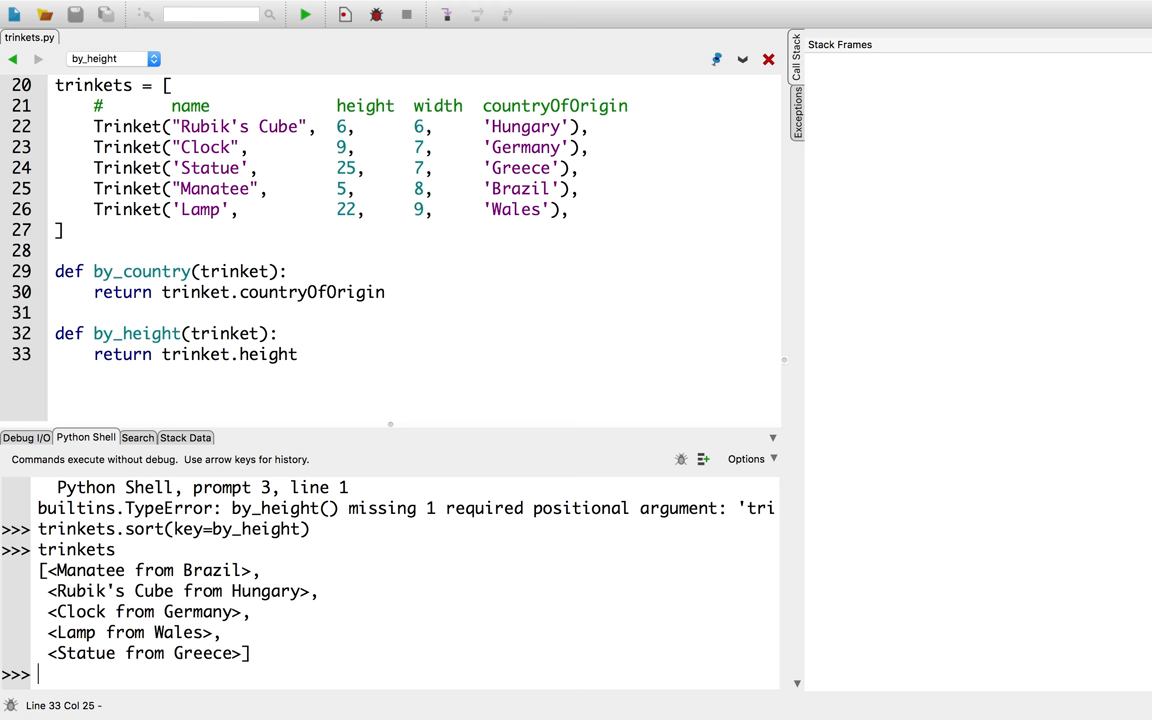 trinkets.py
by_height
20 trinkets = [
21 # name height width countryOfOrigin
22 Trinket("Rubik's Cube", 6, 6, 'Hungary'),
23 Trinket("Clock", 9, 7, 'Germany'),
24 Trinket('Statue', 25, 7, 'Greece'),
25 Trinket("Manatee", 5, 8, 'Brazil'),
26 Trinket('Lamp', 22, 9, 'Wales'),
27 ]
28
29 def by_country(trinket):
30 return trinket.countryOfOrigin
31
32 def by_height(trinket):
33 return trinket.height
Call Stack
Exceptions
Stack Frames
Debug I/O Python Shell Search Stack Data
Commands execute without debug. Use arrow keys for history.
Options
Python Shell, prompt 3, line 1
builtins.TypeError: by_height() missing 1 required positional argument: 'tri
>>> trinkets.sort(key=by_height)
>>> trinkets
[<Manatee from Brazil>,
<Rubik's Cube from Hungary>,
<Clock from Germany>,
<Lamp from Wales>,
<Statue from Greece>]
>>>
Line 33 Col 25 -